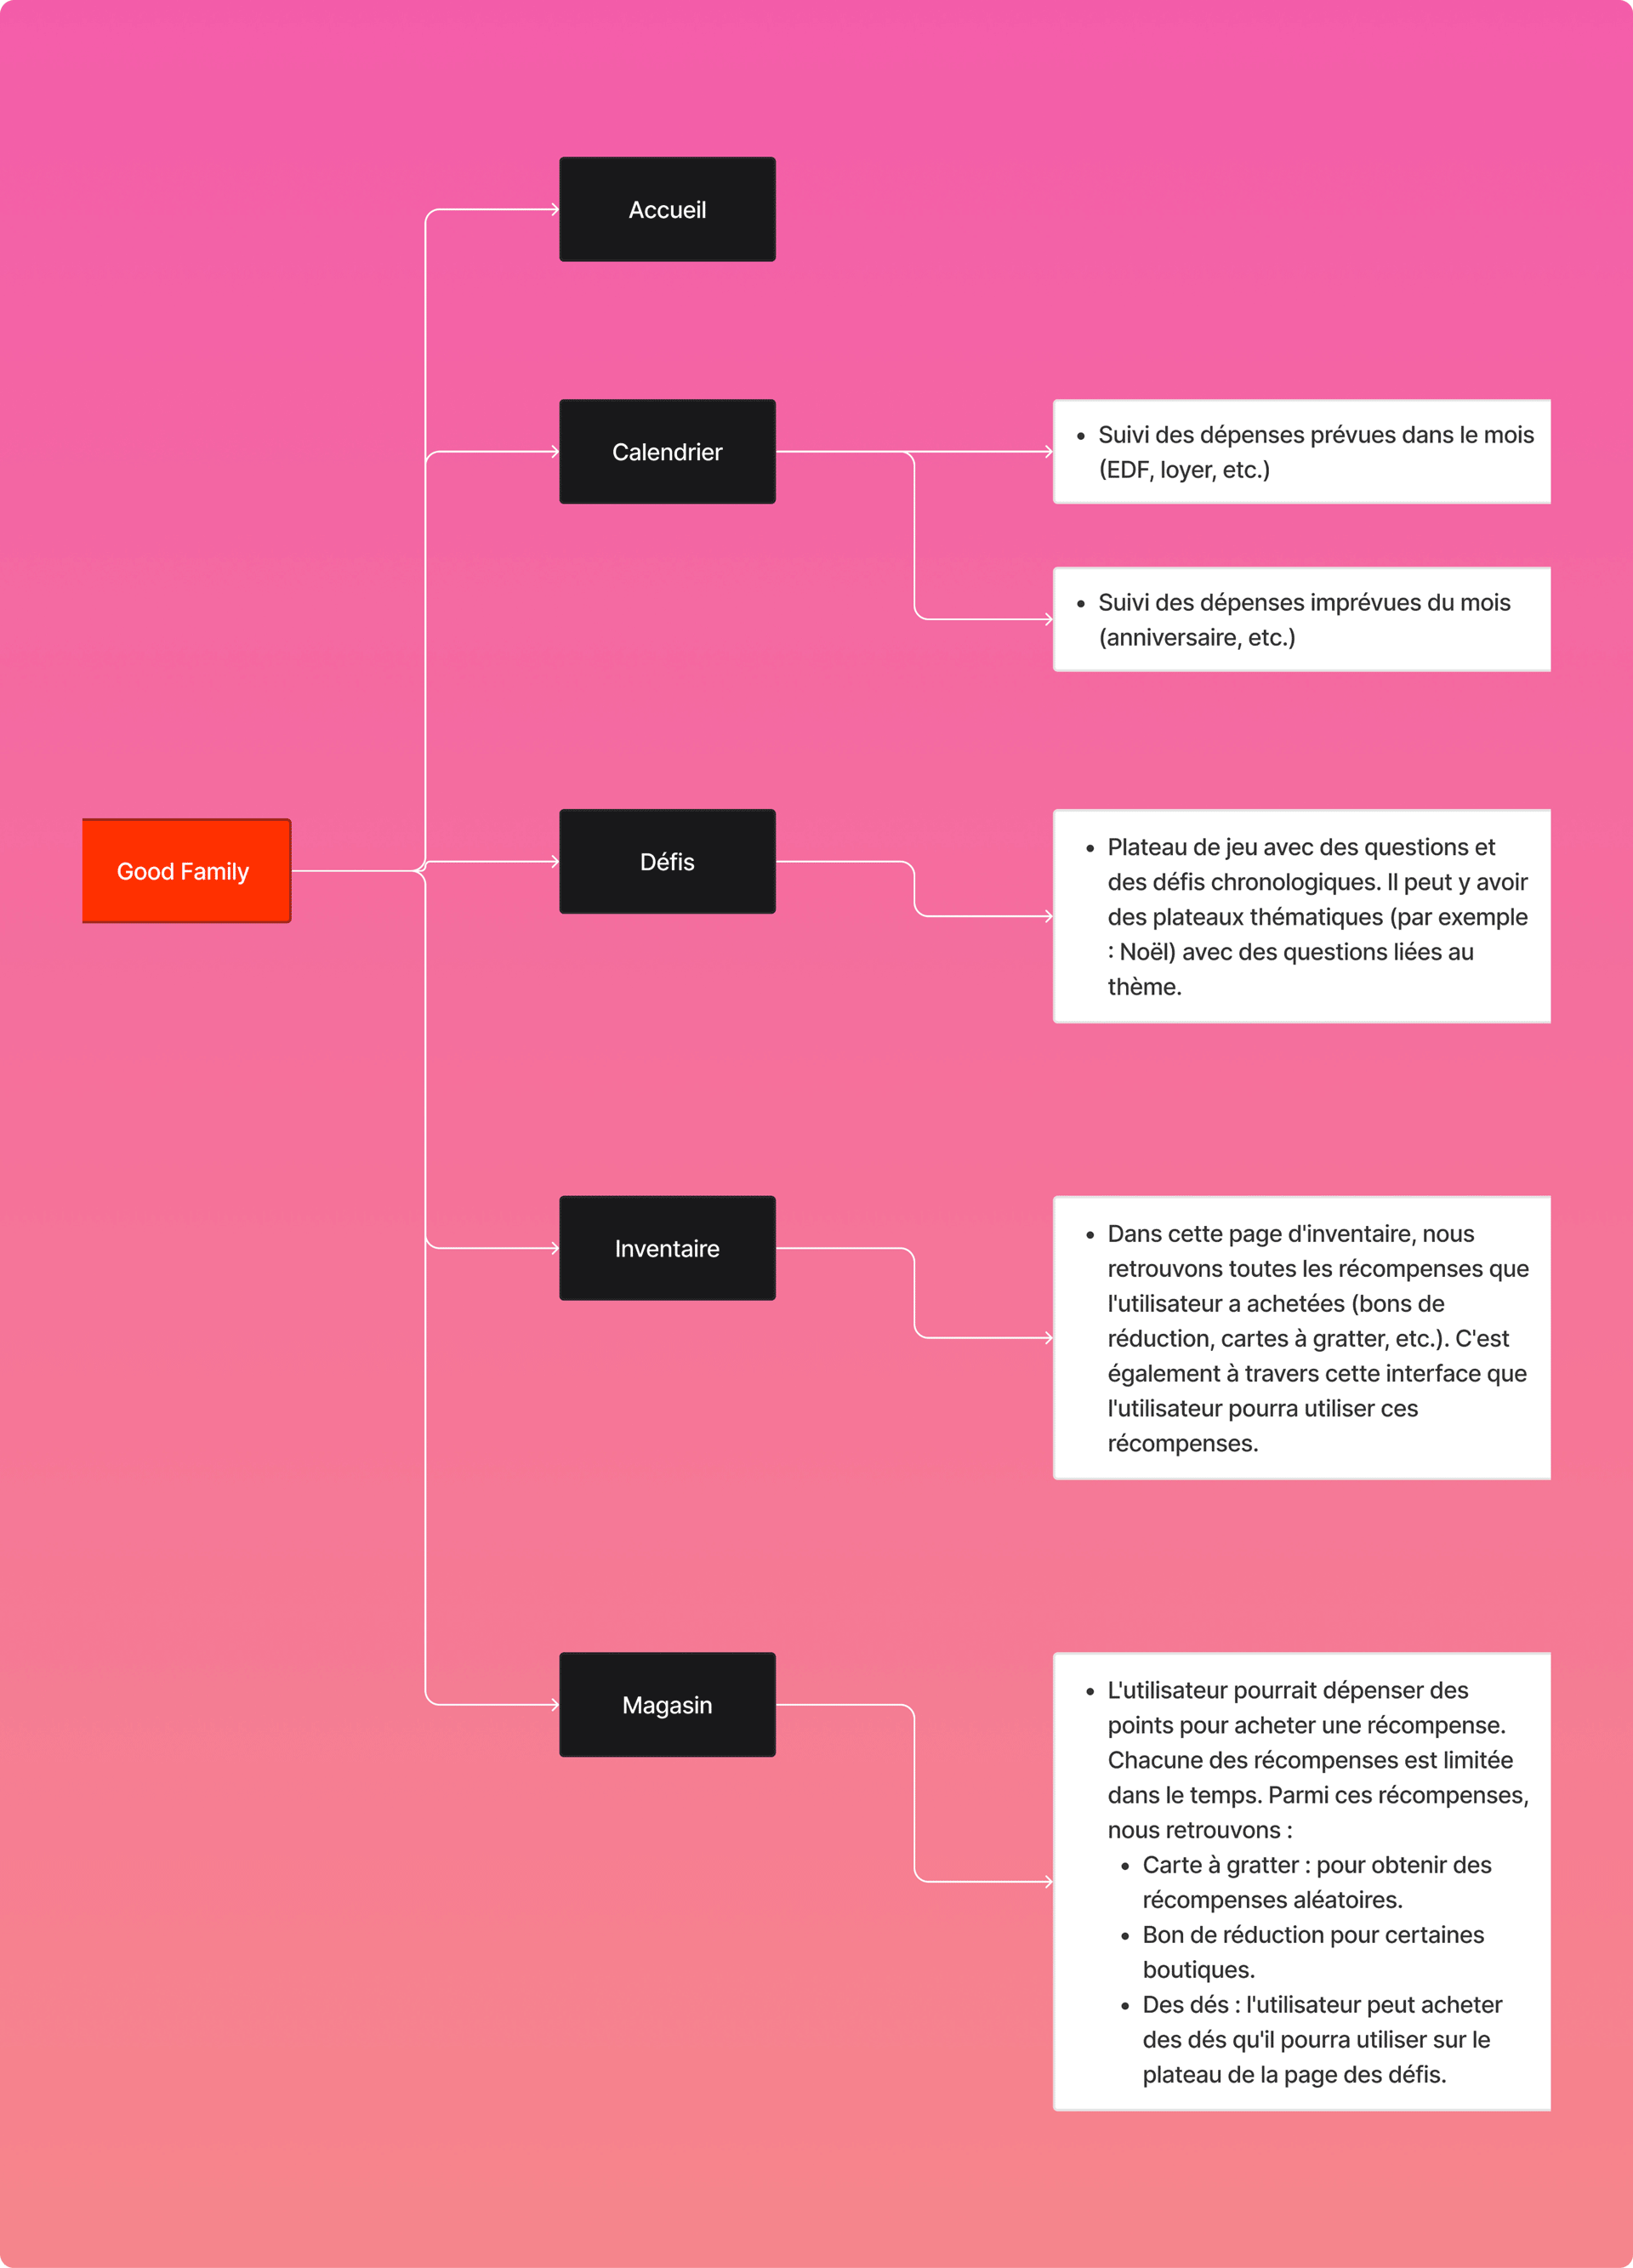 Accueil
Calendrier
• Suivi des dépenses prévues dans le mois
(EDF, loyer, etc.)
• Suivi des dépenses imprévues du mois
(anniversaire, etc.)
Good Family
Défis
• Plateau de jeu avec des questions et
des défis chronologiques. Il peut y avoir
des plateaux thématiques (par exemple
: Noël) avec des questions liées au
thème.
Inventaire
• Dans cette page d'inventaire, nous
retrouvons toutes les récompenses que
l'utilisateur a achetées (bons de
réduction, cartes à gratter, etc.). C'est
également à travers cette interface que
l'utilisateur pourra utiliser ces
récompenses.
Magasin
• L'utilisateur pourrait dépenser des
points pour acheter une récompense.
Chacune des récompenses est limitée
dans le temps. Parmi ces récompenses,
nous retrouvons :
• Carte à gratter : pour obtenir des
récompenses aléatoires.
• Bon de réduction pour certaines
boutiques.
• Des dés : l'utilisateur peut acheter
des dés qu'il pourra utiliser sur le
plateau de la page des défis.